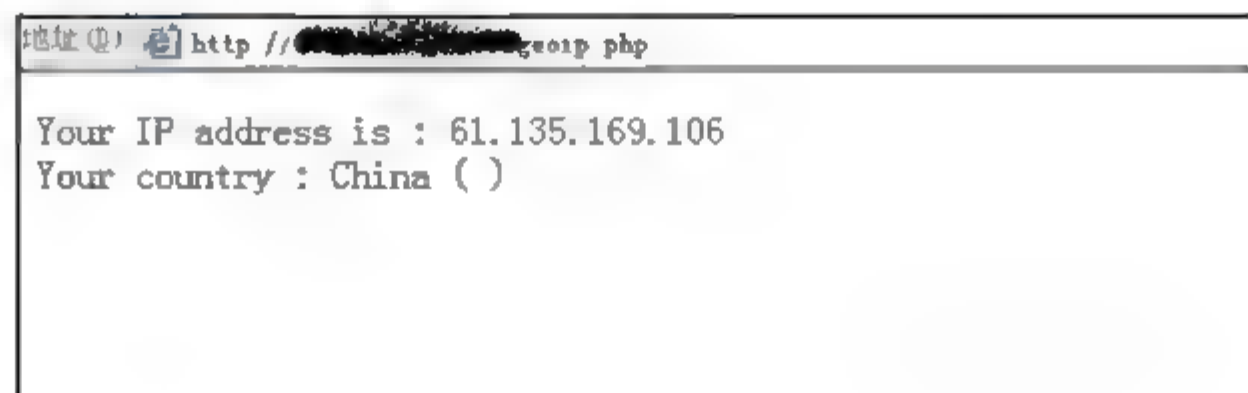 地址(D) http://geoip.php
Your IP address is : 61.135.169.106
Your country : China ( )